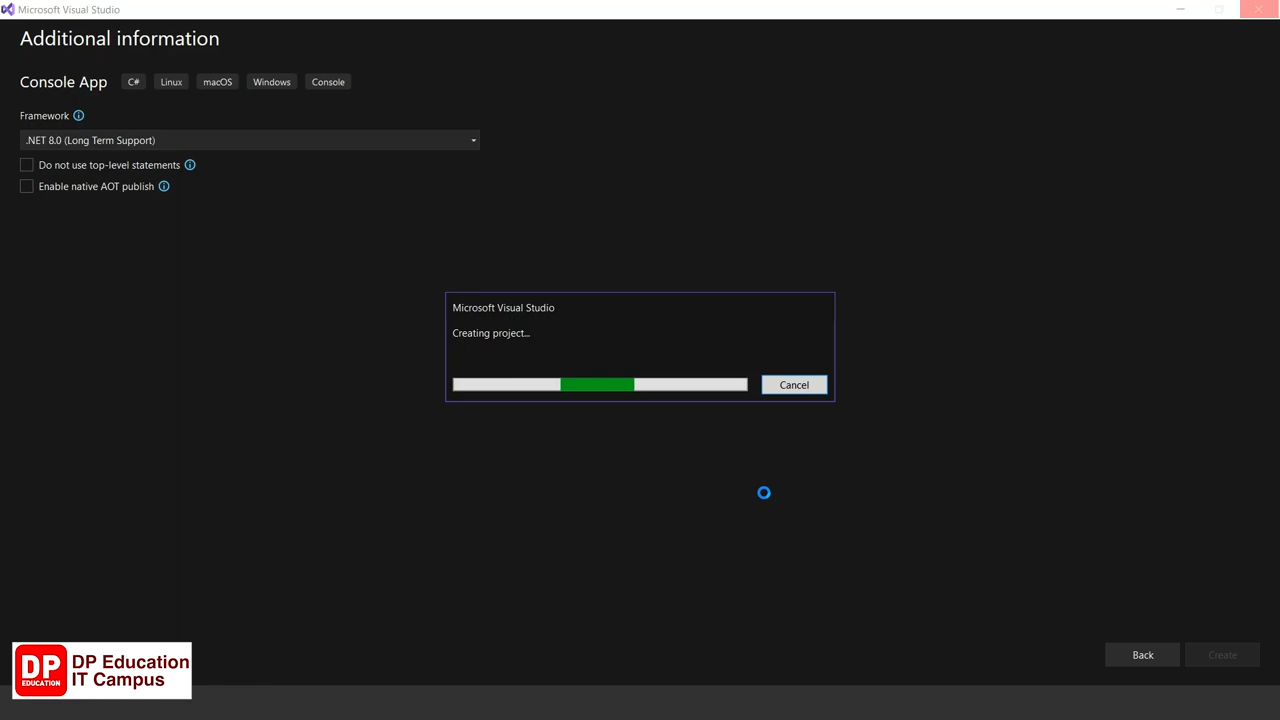 Microsoft Visual Studio
Additional information
Console App C# Linux macOS Windows Console
Framework
.NET 8.0 (Long Term Support)
Do not use top-level statements
Enable native AOT publish
Microsoft Visual Studio
Creating project...
Cancel
Back Create
DP EDUCATION
DP Education
IT Campus